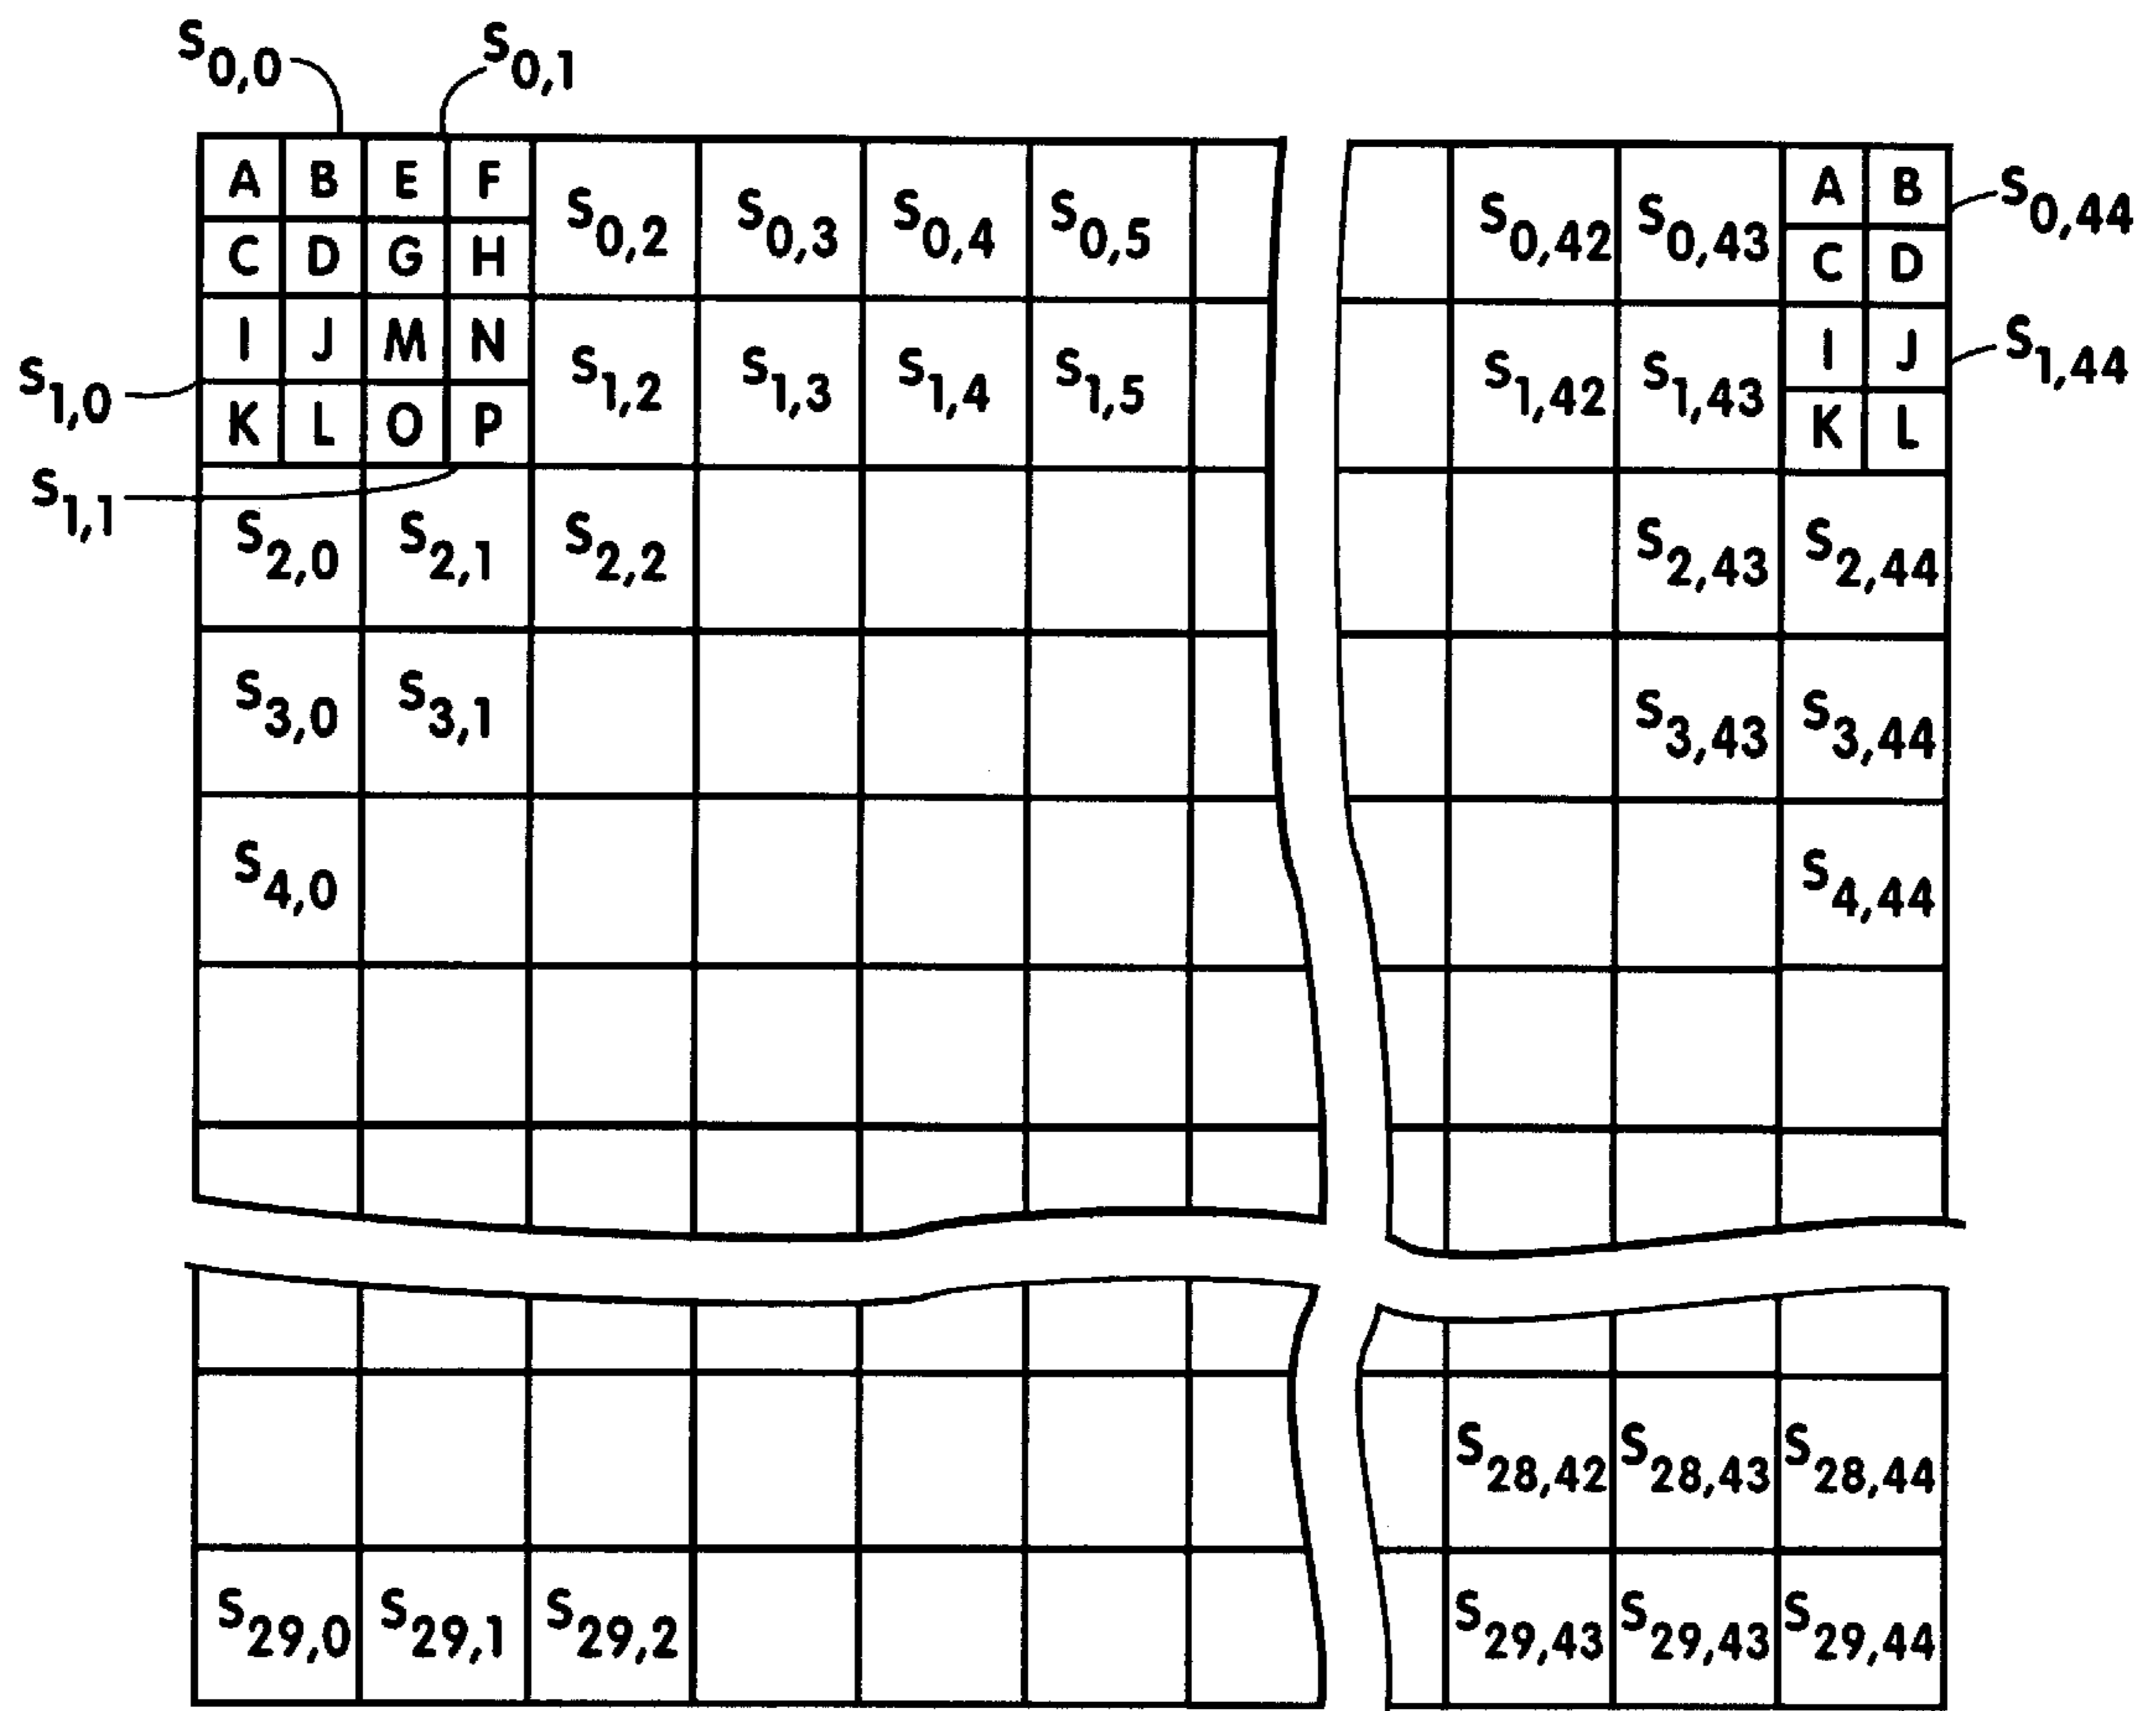 S0,0 S0,1
A B E F S0,2 S0,3 S0,4 S0,5 S0,42 S0,43 A B S0,44
C D G H C D
I J M N S1,2 S1,3 S1,4 S1,5 S1,42 S1,43 I J S1,44
S1,0
K L O P K L
S1,1
S2,0 S2,1 S2,2 S2,43 S2,44
S3,0 S3,1 S3,43 S3,44
S4,0 S4,44
S28,42 S28,43 S28,44
S29,0 S29,1 S29,2 S29,43 S29,43 S29,44